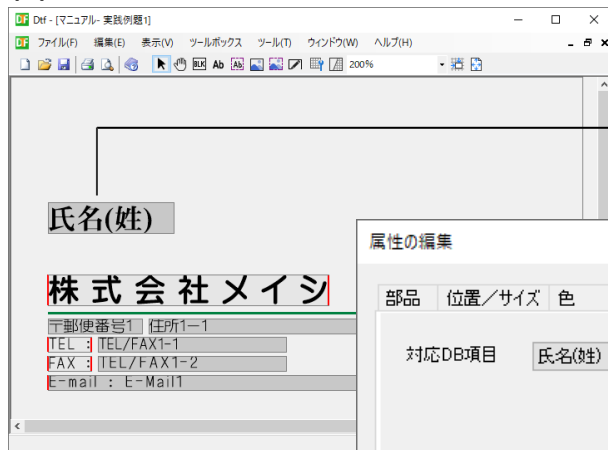 Dtf - [マニュアル- 実践例題1]
ファイル(F) 編集(E) 表示(V) ツールボックス ツール(T) ウィンドウ(W) ヘルプ(H)
BLK Ab Ab 200%
氏名(姓)
株式会社メイシ
〒郵便番号1 住所1ー1
TEL : TEL/FAX1-1
FAX : TEL/FAX1-2
E-mail : E-Mail1
属性の編集
部品 位置/サイズ 色
対応DB項目 氏名(姓)